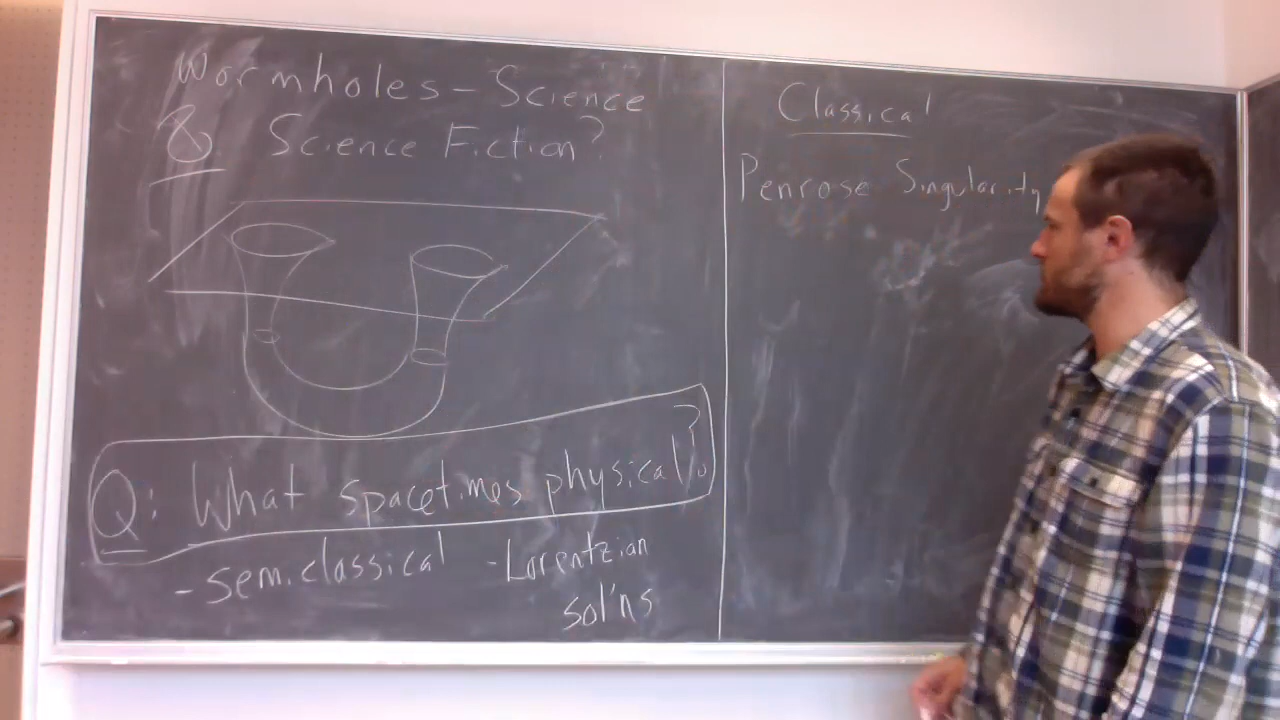 Wormholes - Science
& Science Fiction?
Q: What spacetimes physical?
- semiclassical - Lorentzian
sol'ns
Classical
Penrose Singularity